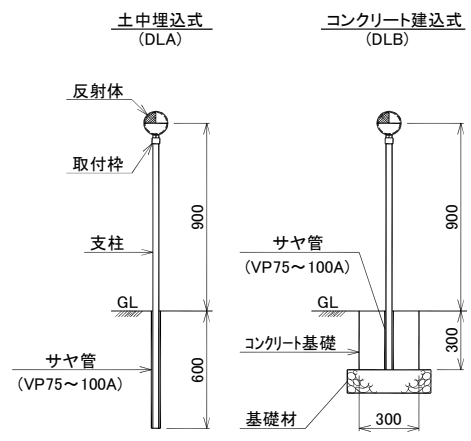 土中埋込式
(DLA)
コンクリート建込式
(DLB)
反射体
取付枠
支柱
GL
サヤ管
(VP75～100A)
900
600
サヤ管
(VP75～100A)
GL
コンクリート基礎
基礎材
900
300
300